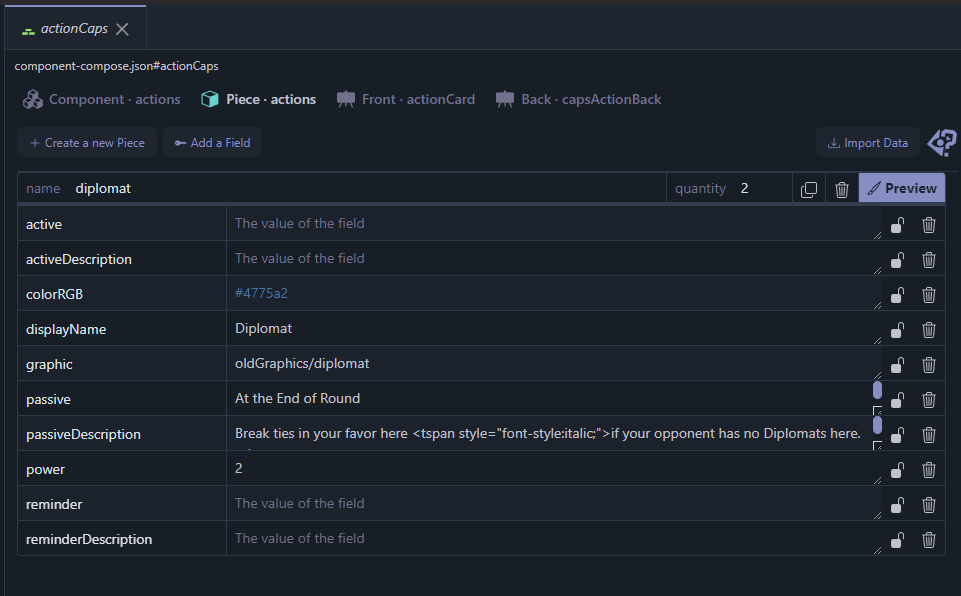 actionCaps
component-compose.json#actionCaps
Component · actions Piece · actions Front · actionCard Back · capsActionBack
+ Create a new Piece Add a Field Import Data
name diplomat quantity 2 Preview
active The value of the field
activeDescription The value of the field
colorRGB #4775a2
displayName Diplomat
graphic oldGraphics/diplomat
passive At the End of Round
passiveDescription Break ties in your favor here <tspan style="font-style:italic;">if your opponent has no Diplomats here.
power 2
reminder The value of the field
reminderDescription The value of the field